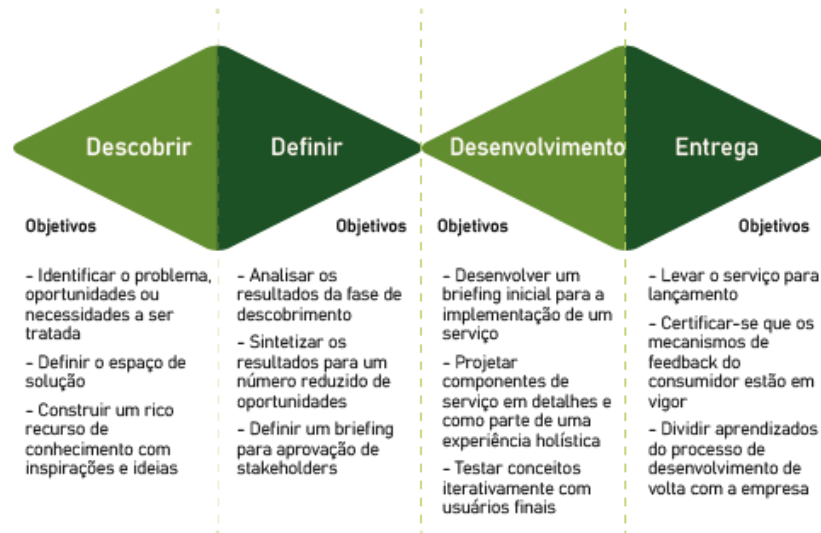 Descobrir
Definir
Desenvolvimento
Entrega
Objetivos
- Identificar o problema,
oportunidades ou
necessidades a ser
tratada
- Definir o espaço de
solução
- Construir um rico
recurso de
conhecimento com
inspirações e ideias
Objetivos
- Analisar os
resultados da fase de
descobrimento
- Sintetizar os
resultados para um
número reduzido de
oportunidades
- Definir um briefing
para aprovação de
stakeholders
Objetivos
- Desenvolver um
briefing inicial para a
implementação de um
serviço
- Projetar
componentes de
serviço em detalhes e
como parte de uma
experiência holística
- Testar conceitos
iterativamente com
usuários finais
Objetivos
- Levar o serviço para
lançamento
- Certificar-se que os
mecanismos de
feedback do
consumidor estão em
vigor
- Dividir aprendizados
do processo de
desenvolvimento de
volta com a empresa